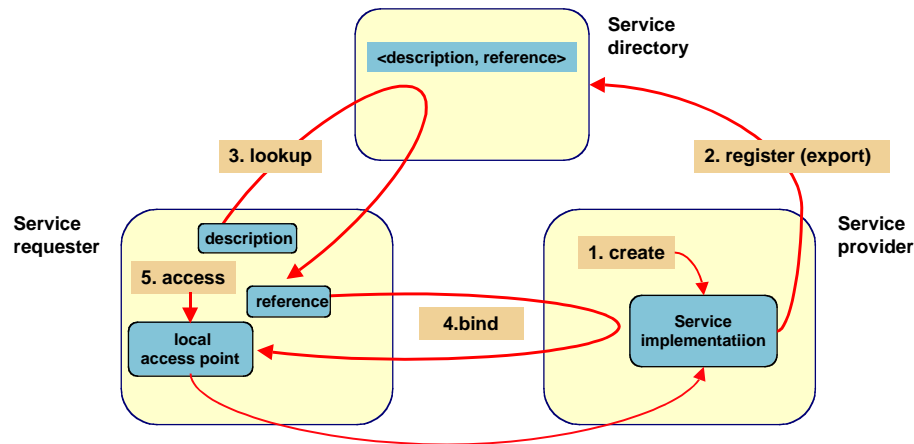 Service
directory
<description, reference>
3. lookup
2. register (export)
Service
requester
description
Service
provider
1. create
5. access
reference
4.bind
Service
implementatiion
local
access point